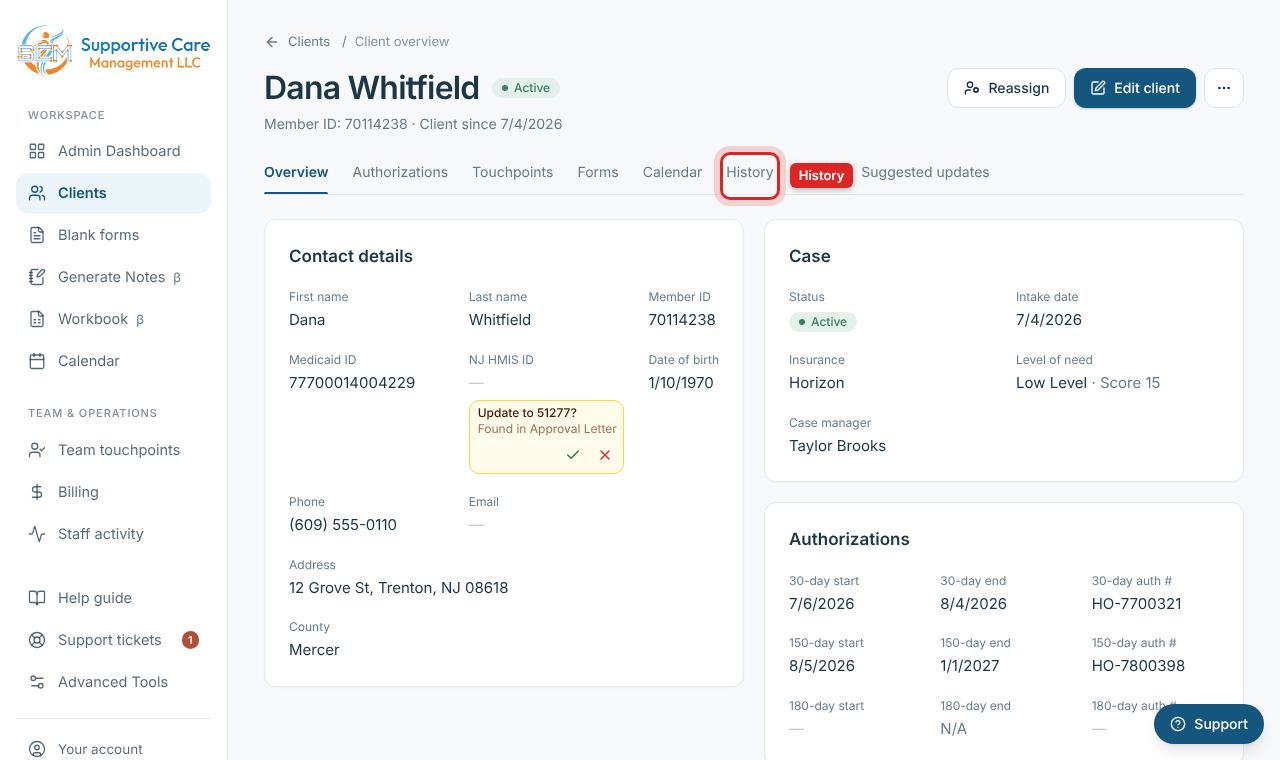 SCM
Supportive Care
Management LLC
WORKSPACE
Admin Dashboard
Clients
Blank forms
Generate Notes β
Workbook β
Calendar
TEAM & OPERATIONS
Team touchpoints
Billing
Staff activity
Help guide
Support tickets 1
Advanced Tools
Your account
Clients / Client overview
Dana Whitfield Active
Reassign
Edit client
Member ID: 70114238 · Client since 7/4/2026
Overview Authorizations Touchpoints Forms Calendar History History Suggested updates
Contact details
First name Last name Member ID
Dana Whitfield 70114238
Medicaid ID NJ HMIS ID Date of birth
77700014004229 — 1/10/1970
Update to 51277?
Found in Approval Letter
Phone Email
(609) 555-0110 —
Address
12 Grove St, Trenton, NJ 08618
County
Mercer
Case
Status Intake date
Active 7/4/2026
Insurance Level of need
Horizon Low Level · Score 15
Case manager
Taylor Brooks
Authorizations
30-day start 30-day end 30-day auth #
7/6/2026 8/4/2026 HO-7700321
150-day start 150-day end 150-day auth #
8/5/2026 1/1/2027 HO-7800398
180-day start 180-day end 180-day auth #
— N/A —
Support